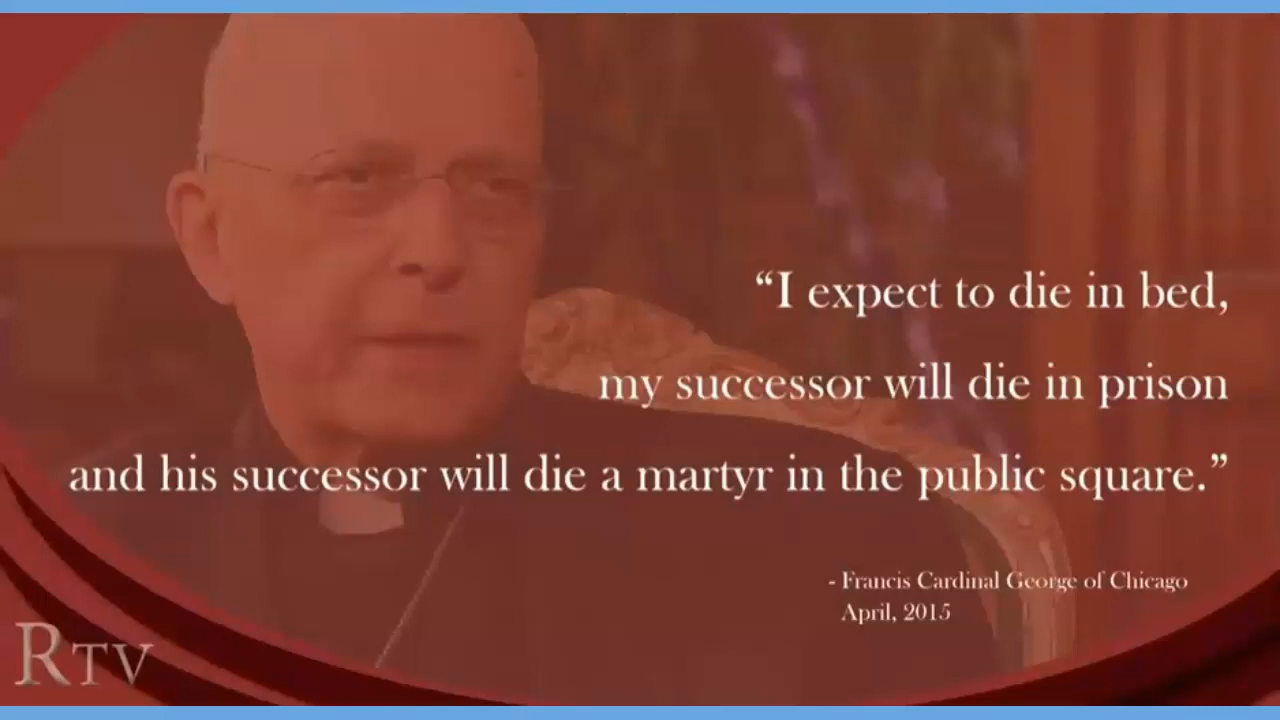 “I expect to die in bed,
my successor will die in prison
and his successor will die a martyr in the public square.”
- Francis Cardinal George of Chicago
April, 2015
RTV